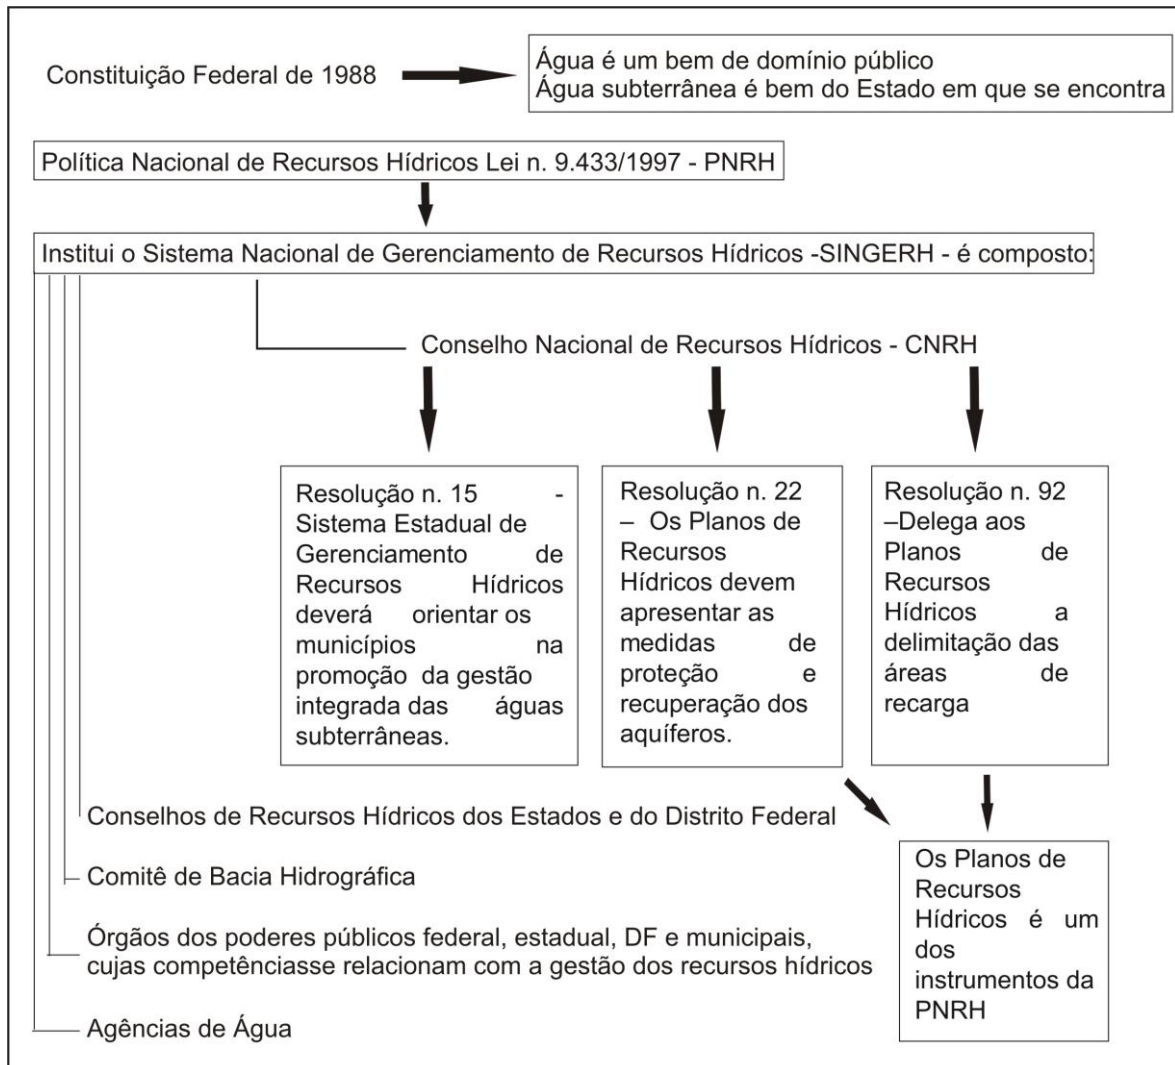 Constituição Federal de 1988
Água é um bem de domínio público
Água subterrânea é bem do Estado em que se encontra
Política Nacional de Recursos Hídricos Lei n. 9.433/1997 - PNRH
Institui o Sistema Nacional de Gerenciamento de Recursos Hídricos -SINGERH - é composto:
Conselho Nacional de Recursos Hídricos - CNRH
Resolução n. 15 -
Sistema Estadual de
Gerenciamento de
Recursos Hídricos
deverá orientar os
municípios na
promoção da gestão
integrada das águas
subterrâneas.
Resolução n. 22
– Os Planos de
Recursos
Hídricos devem
apresentar as
medidas de
proteção e
recuperação dos
aquíferos.
Resolução n. 92
–Delega aos
Planos de
Recursos
Hídricos a
delimitação das
áreas de
recarga
Conselhos de Recursos Hídricos dos Estados e do Distrito Federal
Comitê de Bacia Hidrográfica
Órgãos dos poderes públicos federal, estadual, DF e municipais,
cujas competênciasse relacionam com a gestão dos recursos hídricos
Agências de Água
Os Planos de
Recursos
Hídricos é um
dos
instrumentos da
PNRH